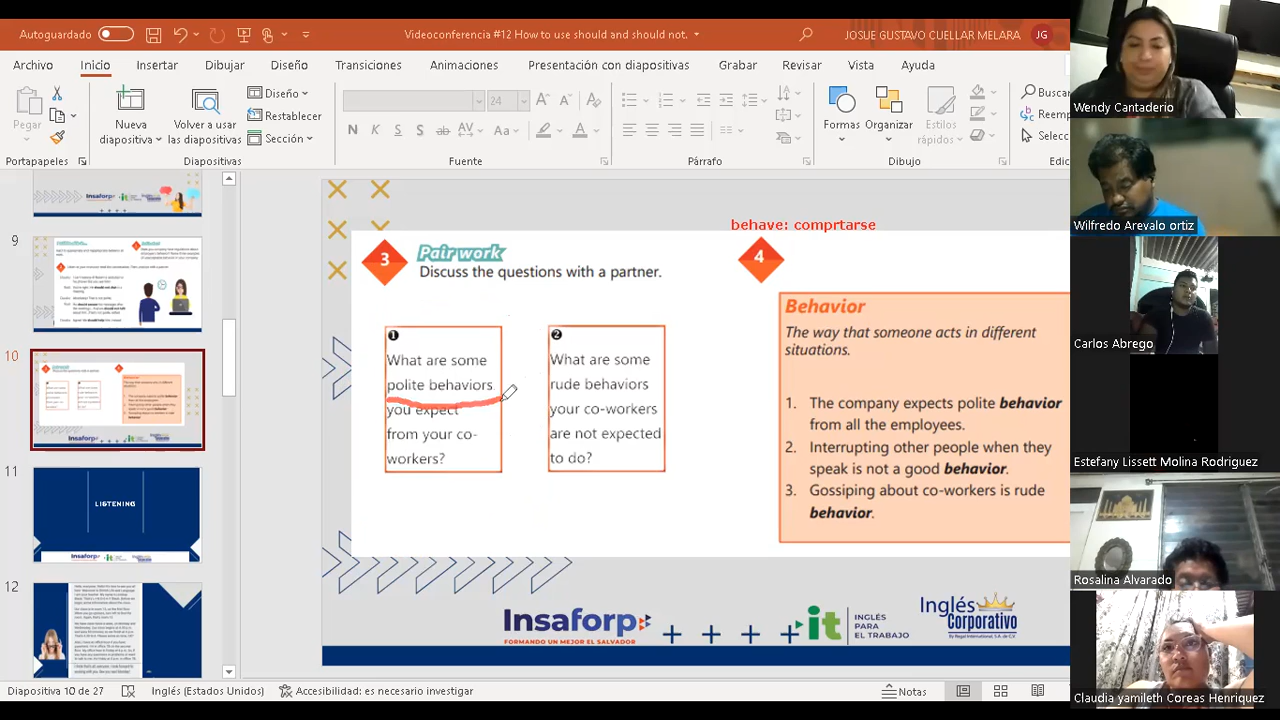 Autoguardado
Videoconferencia #12 How to use should and should not.
JOSUE GUSTAVO CUELLAR MELARA
JG
Archivo
Inicio
Insertar
Dibujar
Diseño
Transiciones
Animaciones
Presentación con diapositivas
Grabar
Revisar
Vista
Ayuda
Pegar
Nueva
diapositiva
Volver a usar
las diapositivas
Diseño
Restablecer
Sección
24
N K S S ab AV Aa
Formas
Organizar
Estilos
rápidos
Buscar
Reemp
Selecc
Portapapeles
Diapositivas
Fuente
Párrafo
Dibujo
Edic
9
10
11
LISTENING
12
behave: comprtarse
3
Pair work
Discuss the questions with a partner.
1
What are some
polite behaviors
you expect
from your co-
workers?
2
What are some
rude behaviors
your co-workers
are not expected
to do?
4
Behavior
The way that someone acts in different
situations.
1. The company expects polite behavior
from all the employees.
2. Interrupting other people when they
speak is not a good behavior.
3. Gossiping about co-workers is rude
behavior.
Insaforp
FORMANDO UN MEJOR EL SALVADOR
INGLÉS
PARA
EL TRABAJO
Inglés
Corporativo
Diapositiva 10 de 27
Inglés (Estados Unidos)
Accesibilidad: es necesario investigar
Notas
Wendy Cantaderio
Wilfredo Arevalo ortiz
Carlos Abrego
Estefany Lissett Molina Rodriguez
Rosalina Alvarado
Claudia yamileth Coreas Henriquez